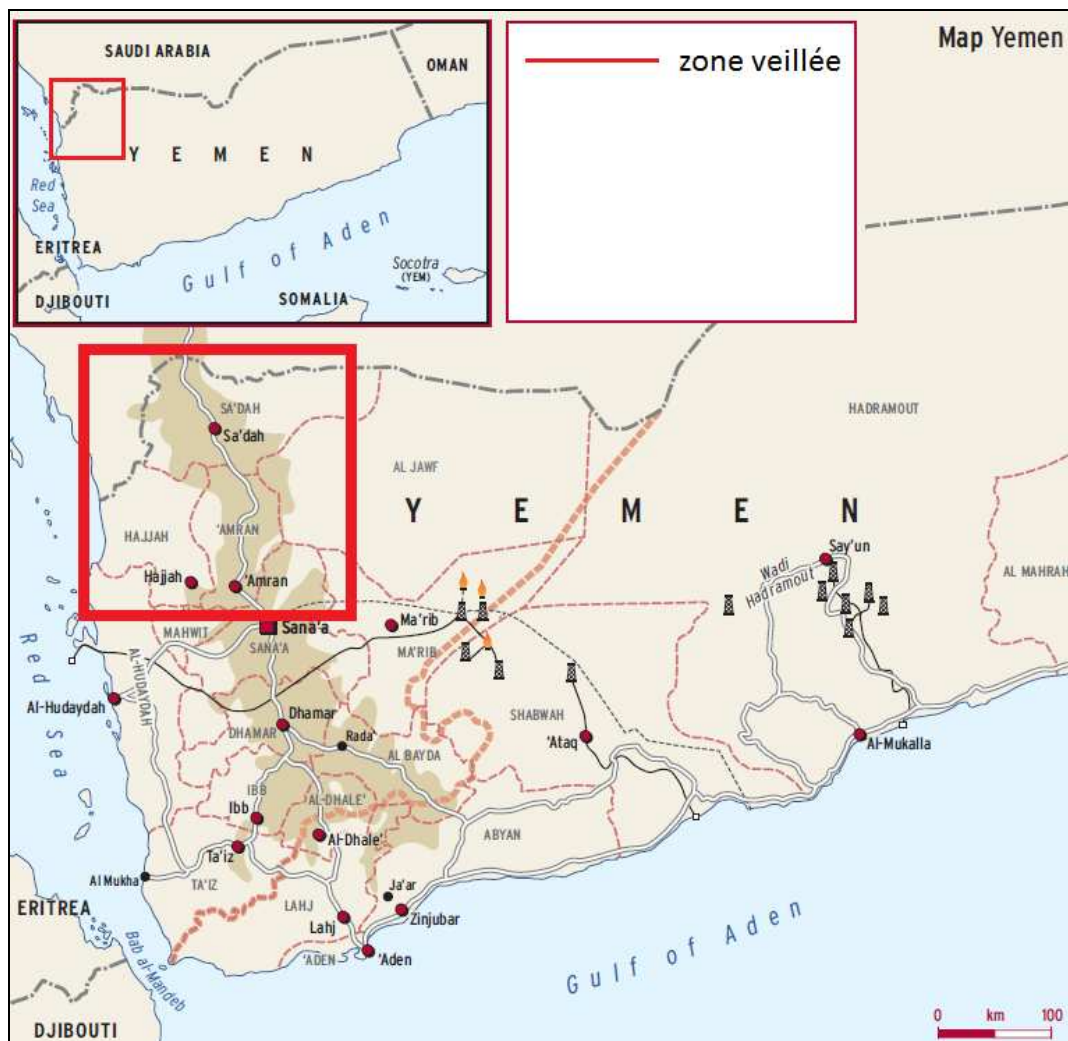 SAUDI ARABIA
OMAN
Y E M E N
Red
Sea
ERITREA
Gulf of Aden
Socotra
(YEM)
DJIBOUTI
SOMALIA
zone veillée
Map Yemen
SA'DAH
Sa'dah
HADRAMOUT
AL JAWF
Y E M E N
HAJJAH
'AMRAN
Say'un
Wadi
Hadramout
AL MAHRAH
Hajjah
'Amran
Sana'a
Ma'rib
MAHWIT
SANA'A
MA'RIB
AL-HUDAYDAH
Al-Hudaydah
Red Sea
Dhamar
DHAMAR
Rada'
AL BAYDA
SHABWAH
'Ataq
Al-Mukalla
IBB
Ibb
AL-DHALE'
Al-Dhale'
ABYAN
Ta'iz
Al Mukha
TA'IZ
Ja'ar
LAHJ
Lahj
Zinjubar
ERITREA
Bab al-Mandeb
'ADEN
'Aden
Gulf of Aden
DJIBOUTI
0 km 100